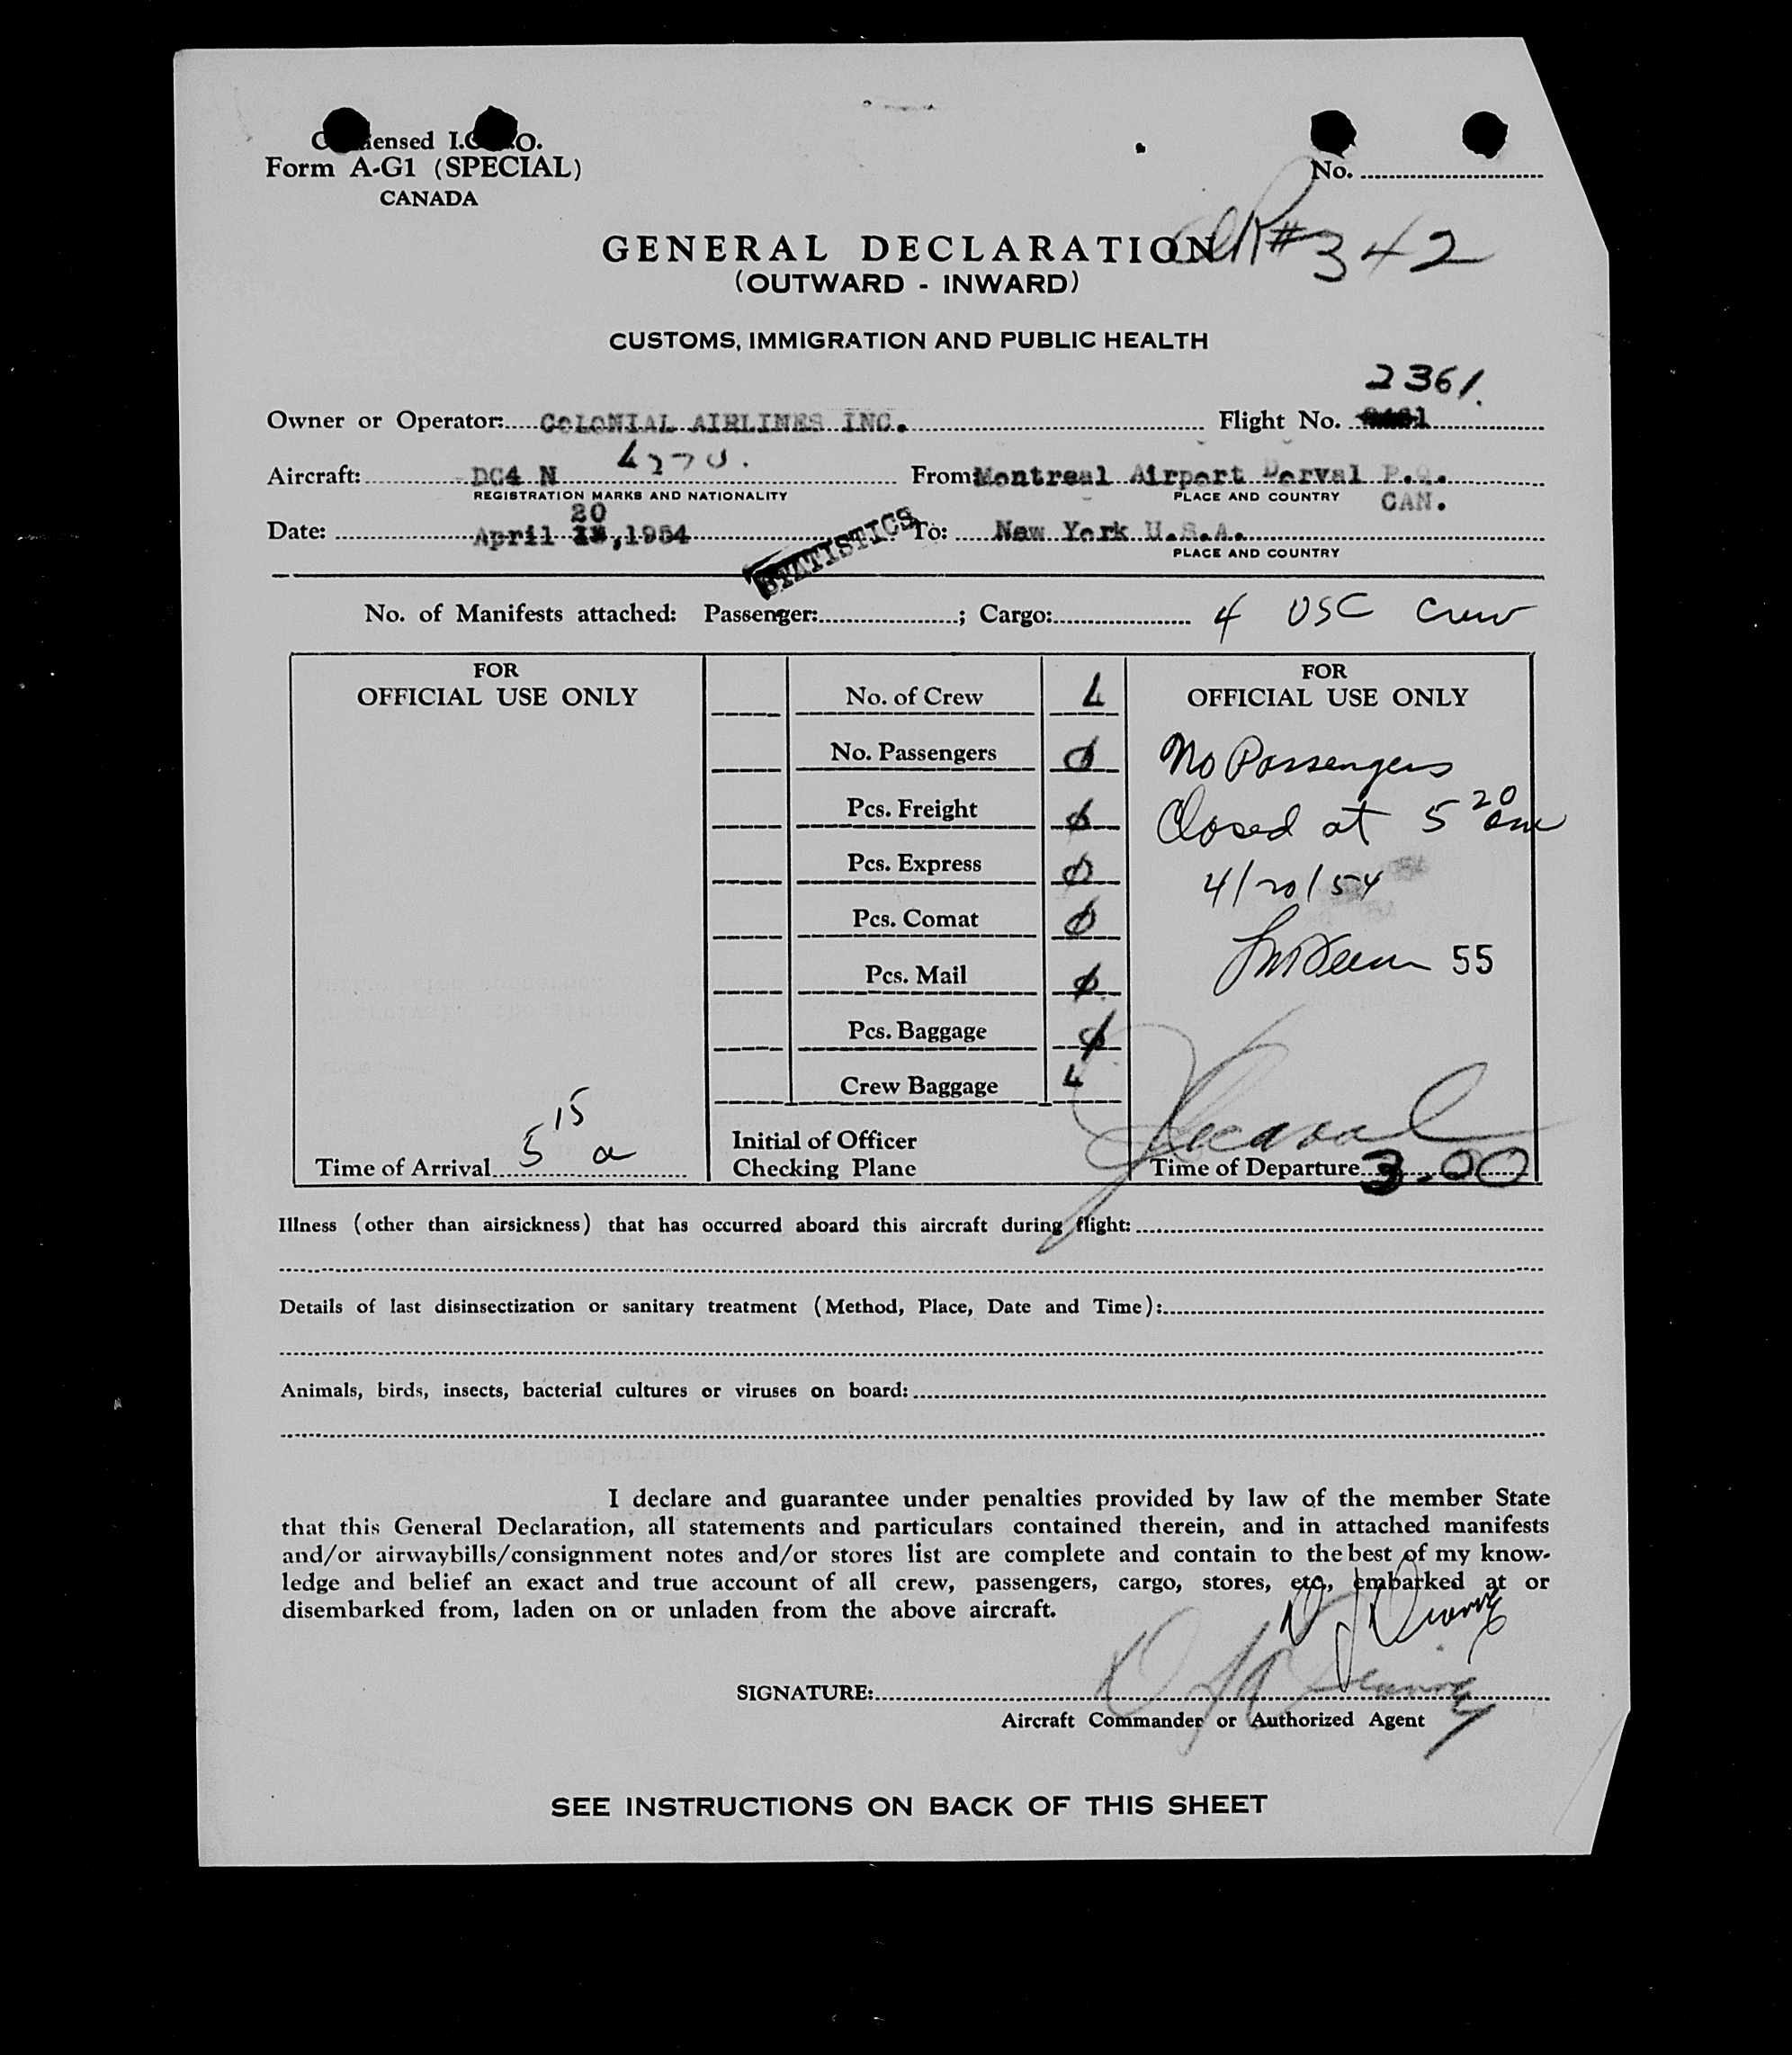 ensed I.C O.
Form A-G1 (SPECIAL)
CANADA
No.
#342
GENERAL DECLARATION
(OUTWARD - INWARD)
CUSTOMS, IMMIGRATION AND PUBLIC HEALTH
2361.
Owner or Operator: COLONIAL AIRLINES INC. Flight No.
Aircraft: DC4 N 4270. From Montreal Airport Dorval P.Q.
REGISTRATION MARKS AND NATIONALITY PLACE AND COUNTRY CAN.
20
Date: April ,1954 To: New York U.S.A.
STATISTICS
PLACE AND COUNTRY
No. of Manifests attached: Passenger: ; Cargo: 4 USC Crew
FOR
OFFICIAL USE ONLY
No. of Crew 4
No. Passengers 0
Pcs. Freight 0
Pcs. Express 0
Pcs. Comat 0
Pcs. Mail 0
Pcs. Baggage 0
Crew Baggage 4
Initial of Officer
Checking Plane
Time of Arrival 5 15 a
FOR
OFFICIAL USE ONLY
No Passengers
Closed at 5 20 am
4/20/54
55
Time of Departure 3.00
Illness (other than airsickness) that has occurred aboard this aircraft during flight:
Details of last disinsectization or sanitary treatment (Method, Place, Date and Time):
Animals, birds, insects, bacterial cultures or viruses on board:
I declare and guarantee under penalties provided by law of the member State
that this General Declaration, all statements and particulars contained therein, and in attached manifests
and/or airwaybills/consignment notes and/or stores list are complete and contain to the best of my know-
ledge and belief an exact and true account of all crew, passengers, cargo, stores, etc., embarked at or
disembarked from, laden on or unladen from the above aircraft.
SIGNATURE:
Aircraft Commander or Authorized Agent
SEE INSTRUCTIONS ON BACK OF THIS SHEET